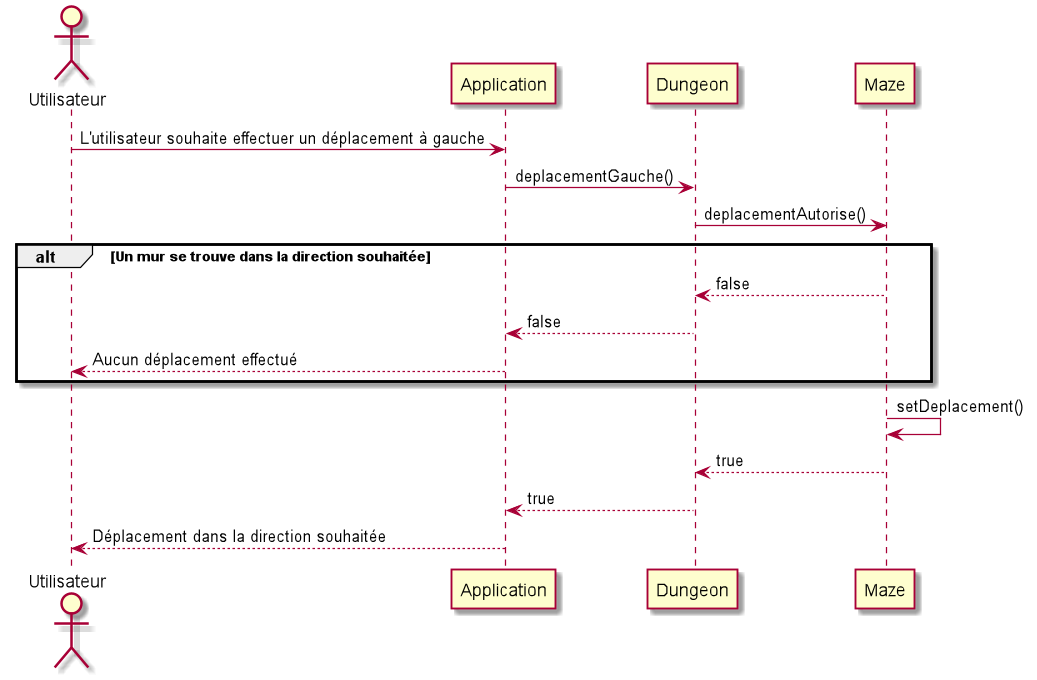 Utilisateur
Application
Dungeon
Maze
L'utilisateur souhaite effectuer un déplacement à gauche
deplacementGauche()
deplacementAutorise()
alt
[Un mur se trouve dans la direction souhaitée]
false
false
Aucun déplacement effectué
setDeplacement()
true
true
Déplacement dans la direction souhaitée
Utilisateur
Application
Dungeon
Maze